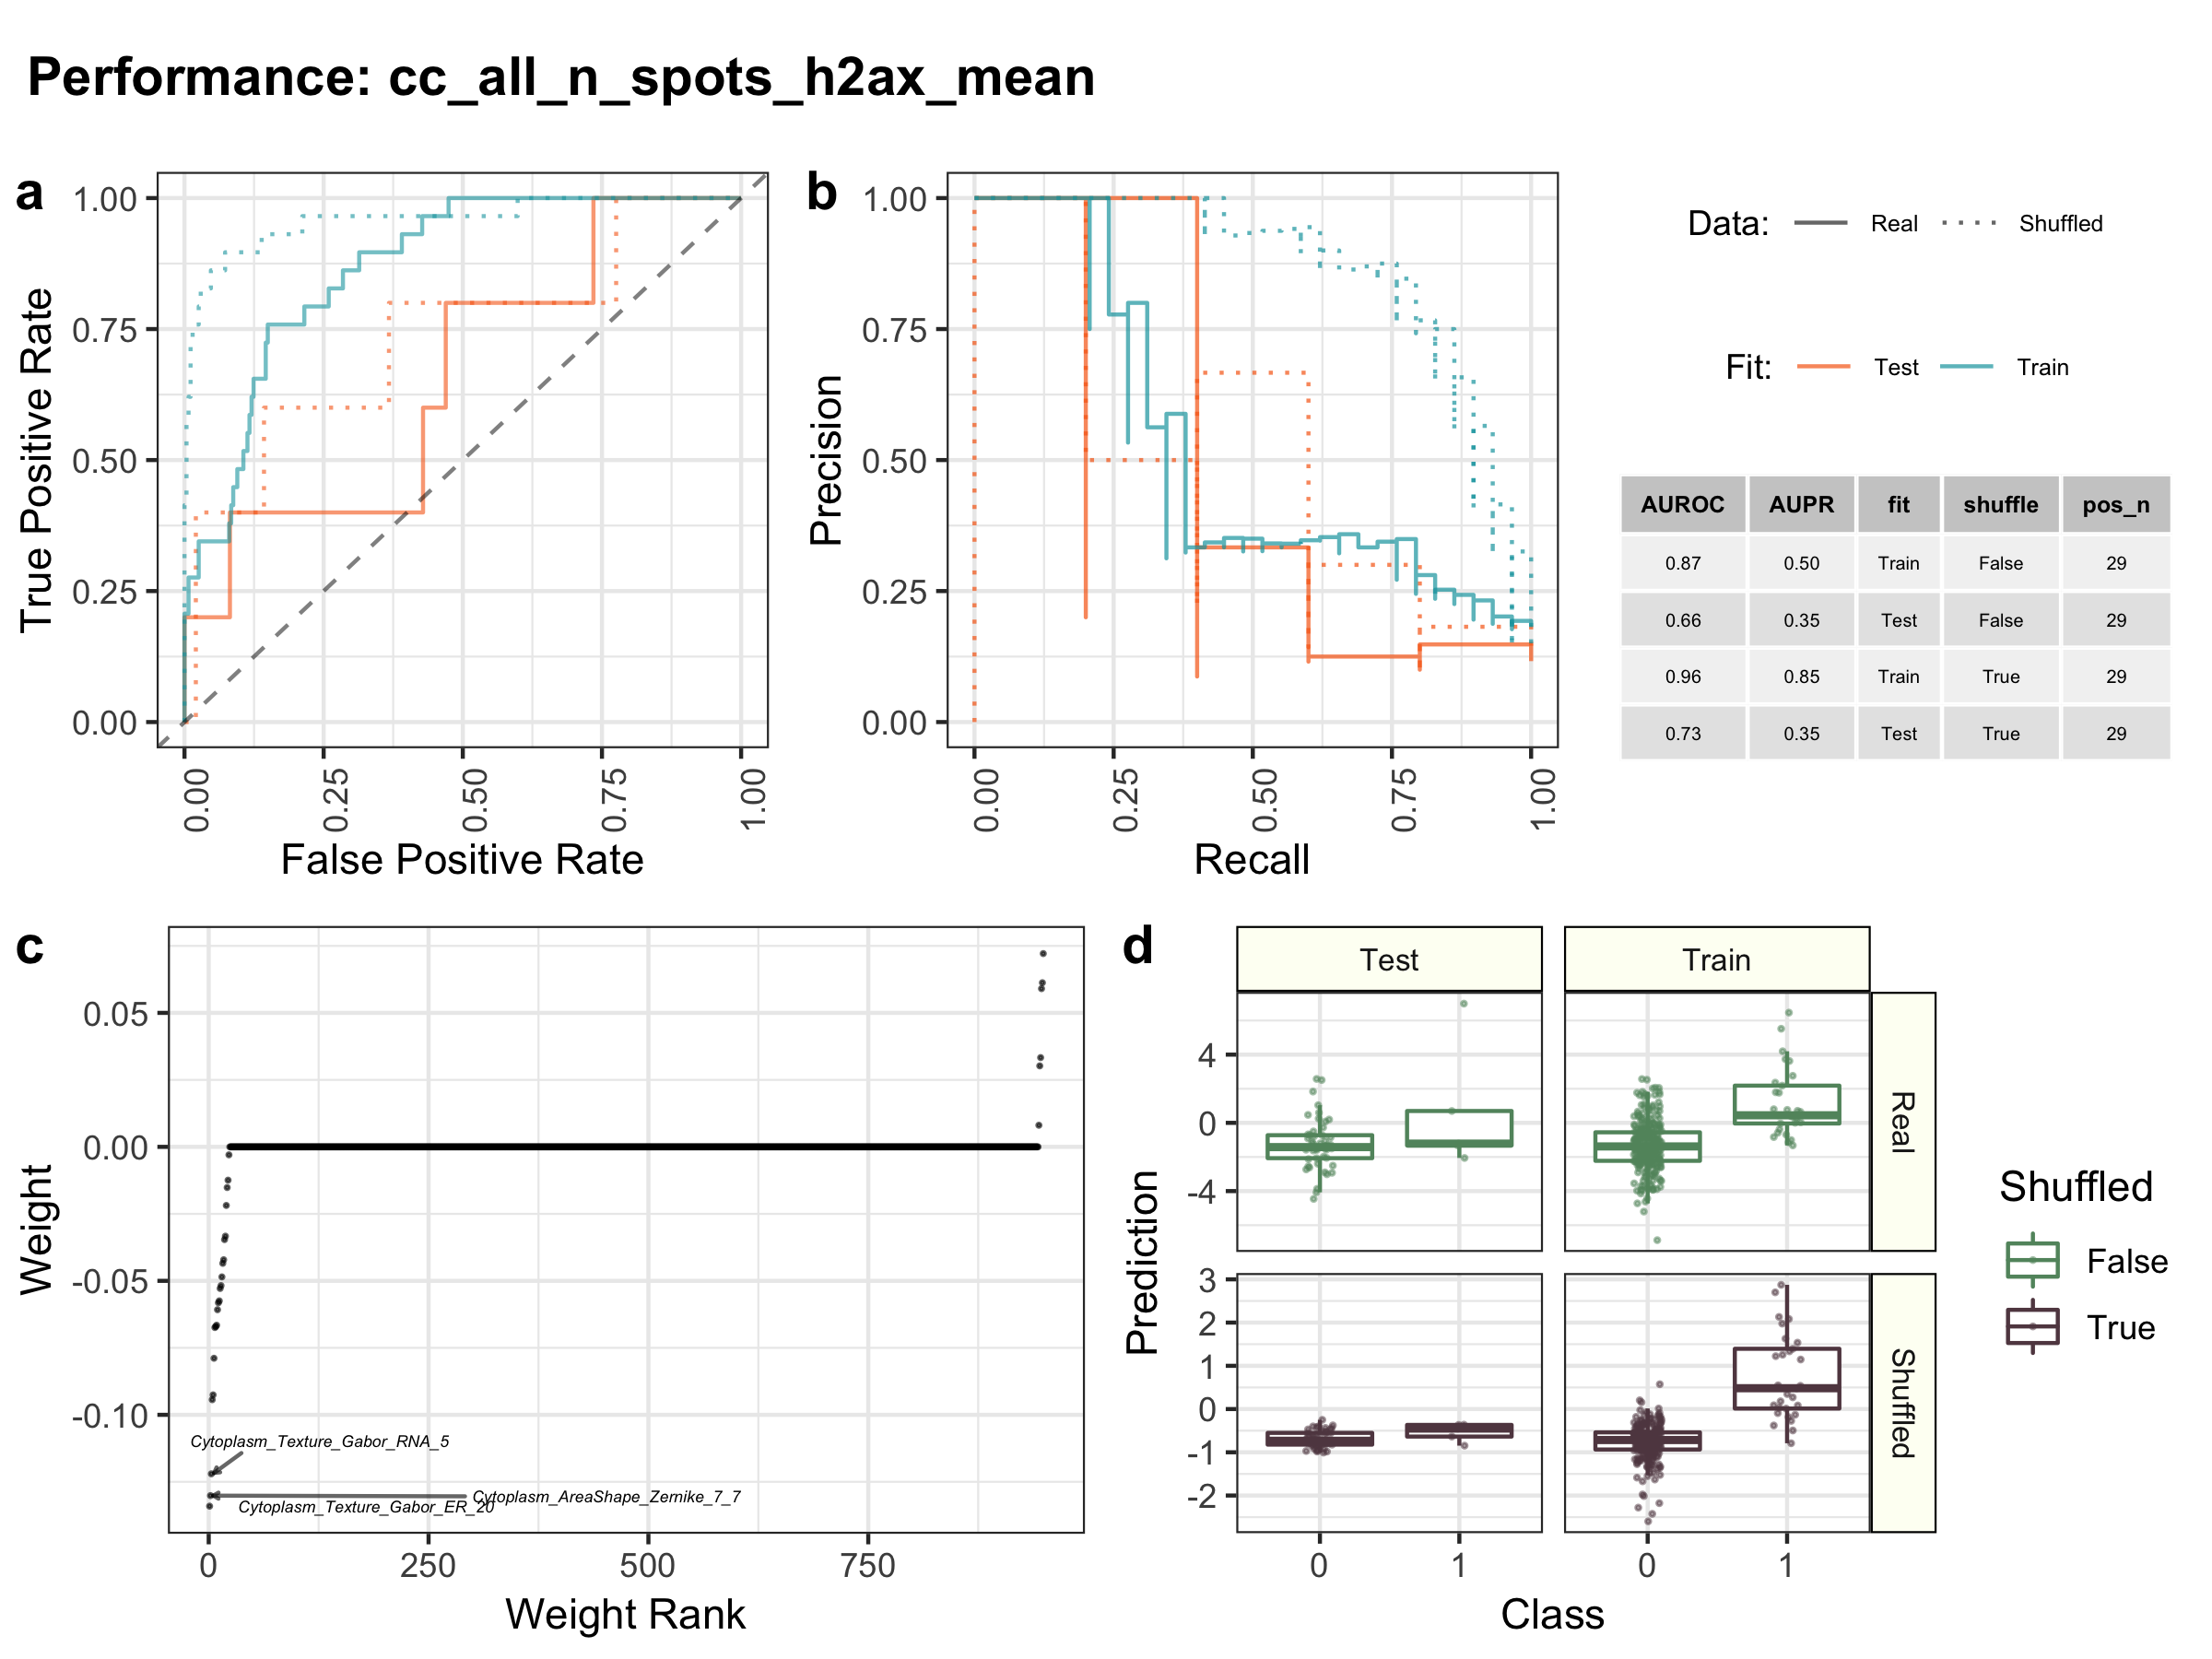 Performance: cc_all_n_spots_h2ax_mean
a
1.00
0.75
0.50
0.25
0.00
True Positive Rate
0.00
0.25
0.50
0.75
1.00
False Positive Rate
b
1.00
0.75
0.50
0.25
0.00
Precision
0.00
0.25
0.50
0.75
1.00
Recall
Data: Real Shuffled
Fit: Test Train
AUROC AUPR fit shuffle pos_n
0.87 0.50 Train False 29
0.66 0.35 Test False 29
0.96 0.85 Train True 29
0.73 0.35 Test True 29
c
0.05
0.00
-0.05
-0.10
Weight
Cytoplasm_Texture_Gabor_RNA_5
Cytoplasm_AreaShape_Zernike_7_7
Cytoplasm_Texture_Gabor_ER_20
0 250 500 750
Weight Rank
d
Test Train
Real
Shuffled
4
0
-4
3
2
1
0
-1
-2
Prediction
0 1 0 1
Class
Shuffled
False
True